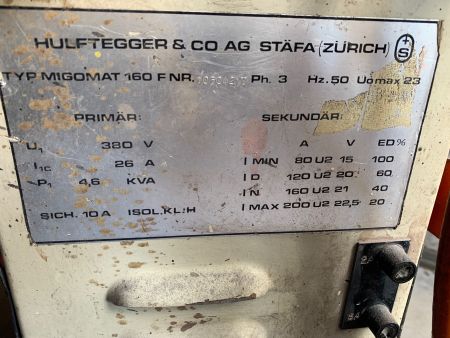 HULFTEGGER & CO AG STÄFA (ZÜRICH) S
TYP MIGOMAT 160 F NR. Ph. 3 Hz. 50 Uomax 23
PRIMÄR: SEKUNDÄR:
A V ED%
U₁ 380 V I MIN 80 U2 15 100
I₁c 26 A I D 120 U2 20 60
P₁ 4,6 KVA I N 160 U2 21 40
SICH. 10 A ISOL.KL.:H I MAX 200 U2 22,5 20